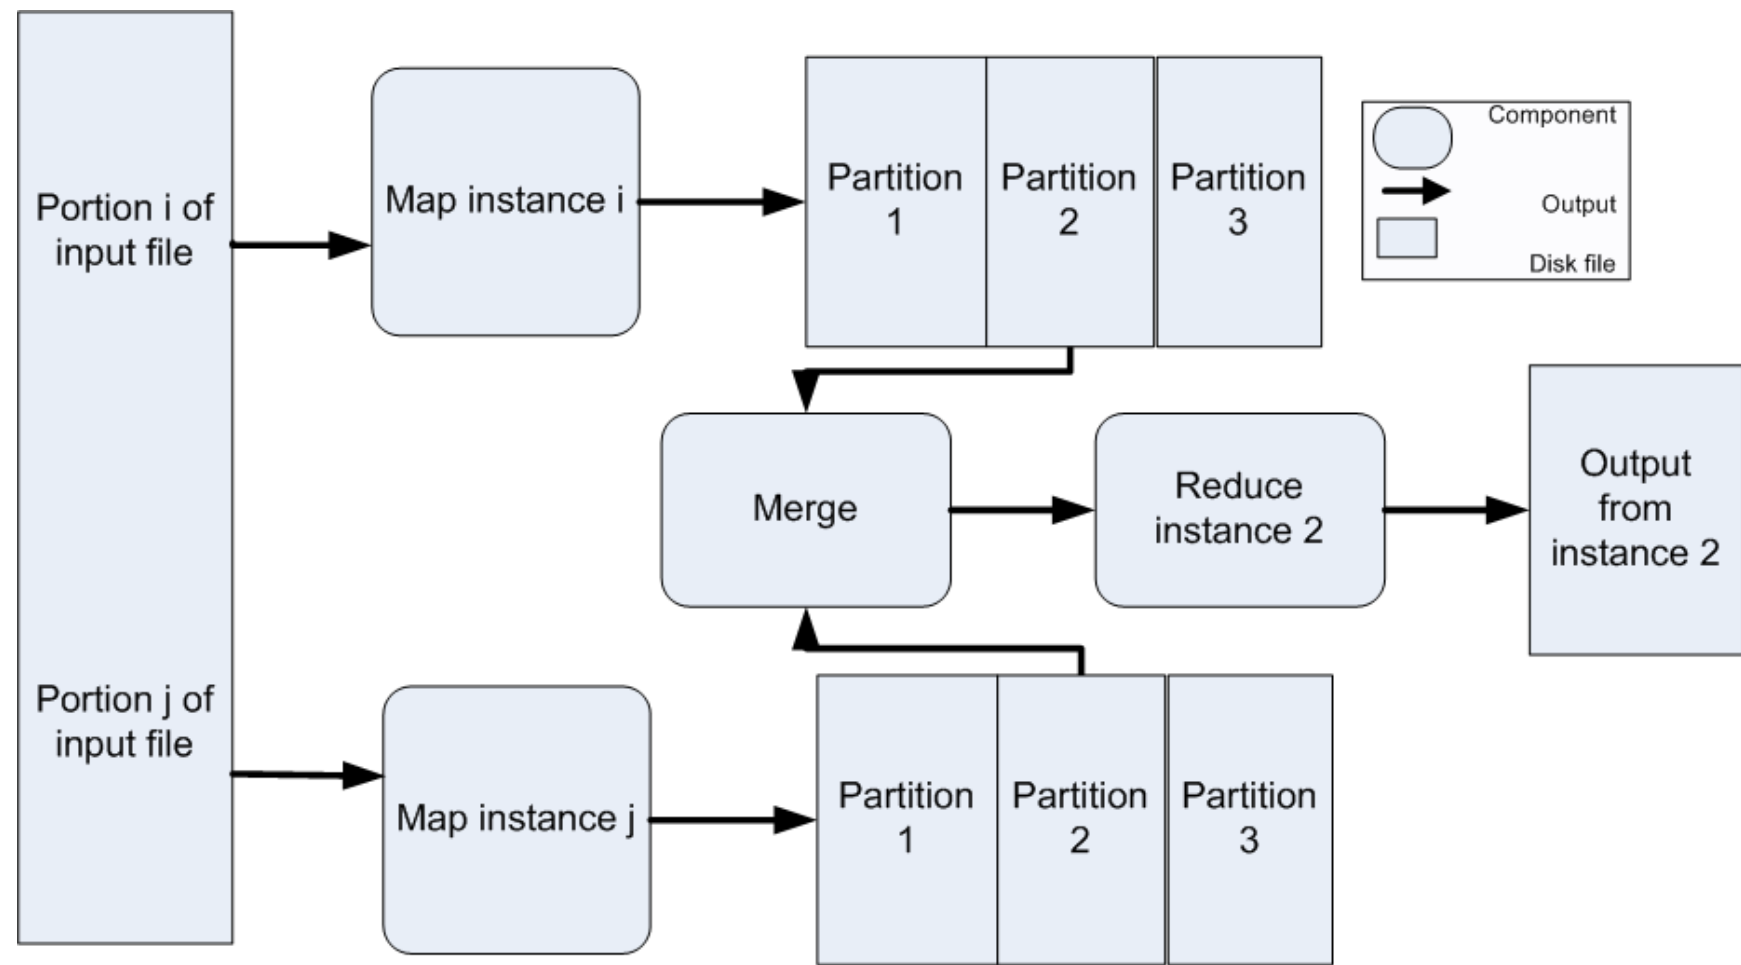 Portion i of
input file
Map instance i
Partition
1
Partition
2
Partition
3
Component
Output
Disk file
Merge
Reduce
instance 2
Output
from
instance 2
Portion j of
input file
Map instance j
Partition
1
Partition
2
Partition
3